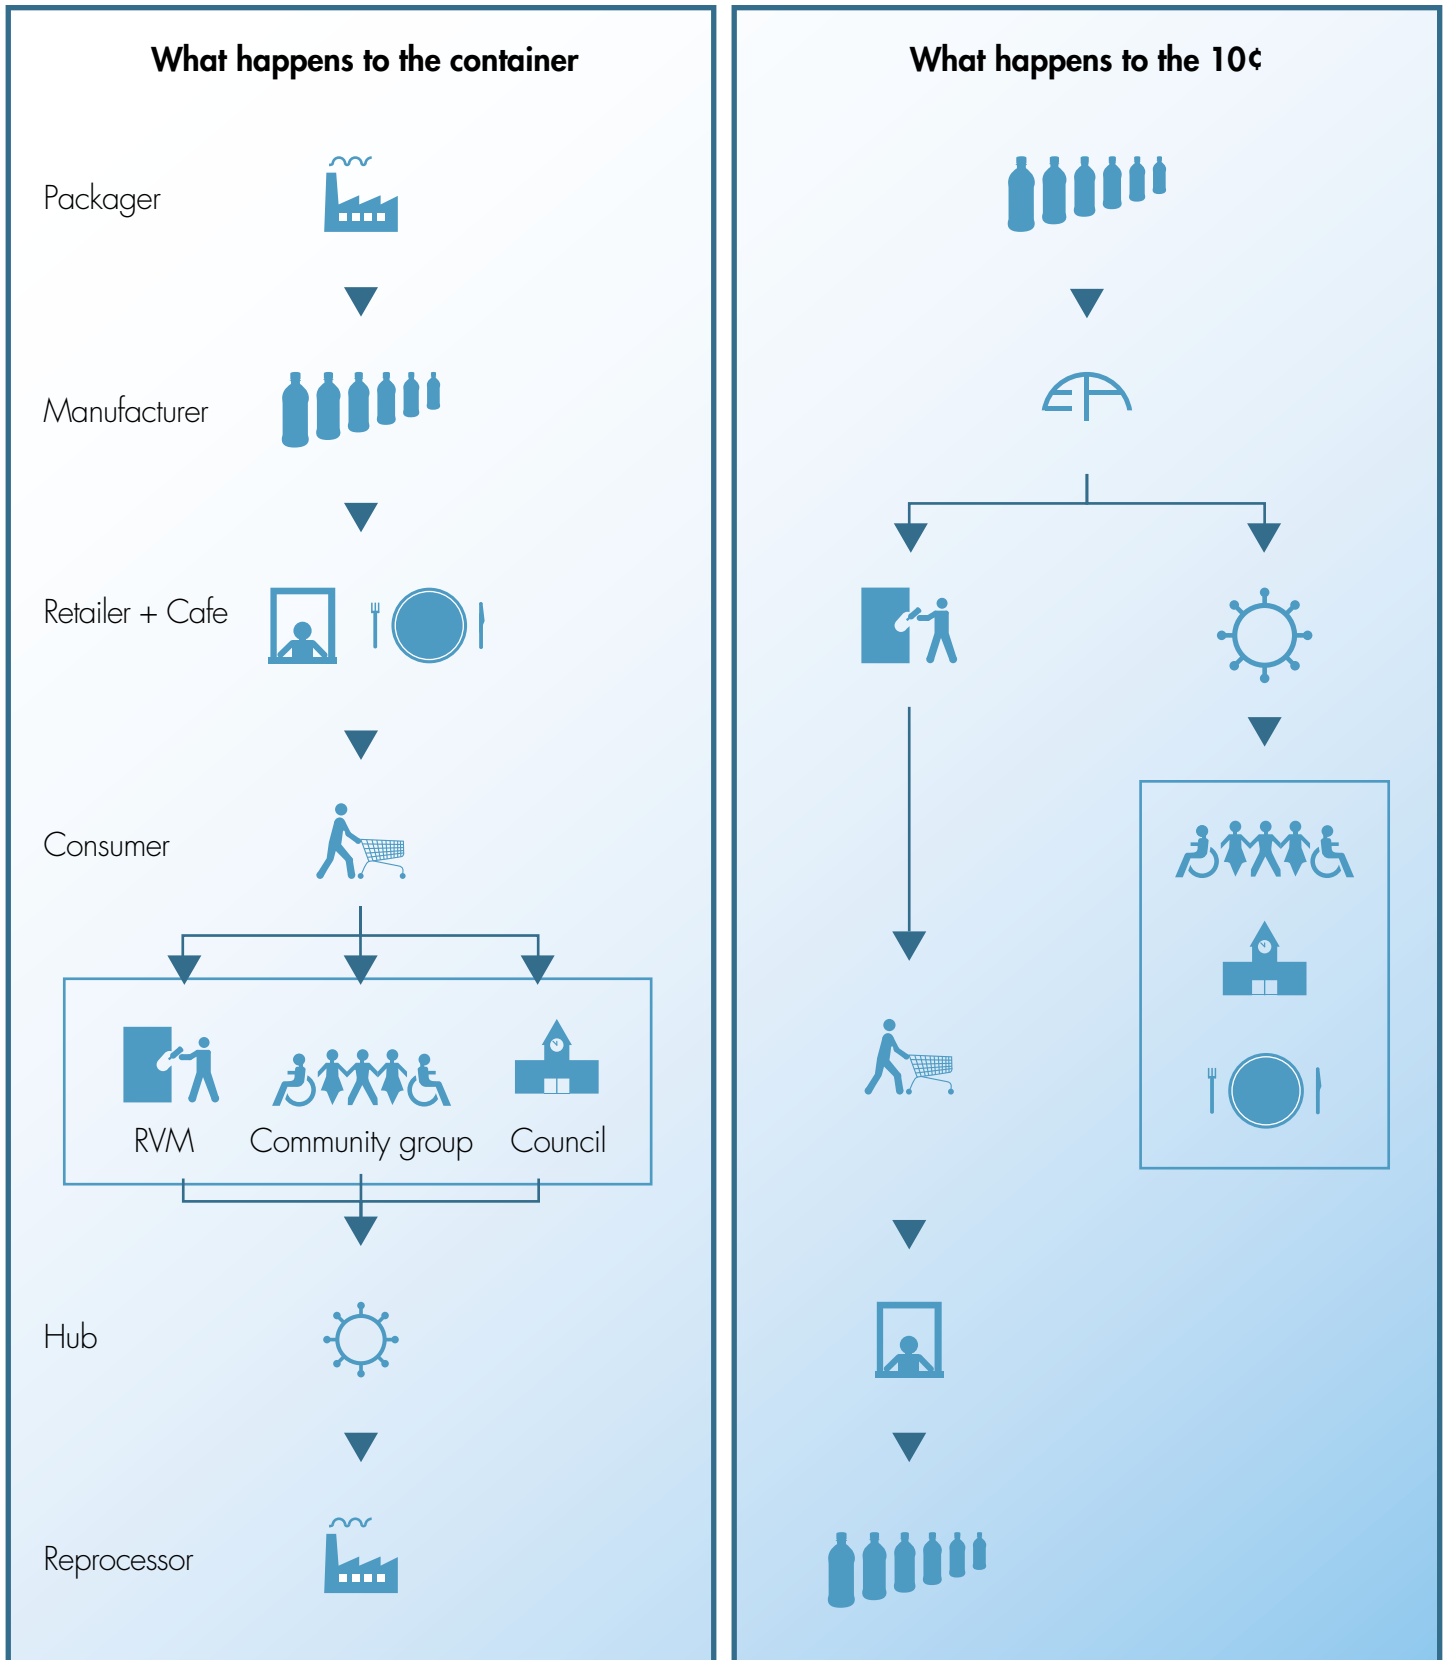 What happens to the container
Packager
Manufacturer
Retailer + Cafe
Consumer
RVM
Community group
Council
Hub
Reprocessor
What happens to the 10¢